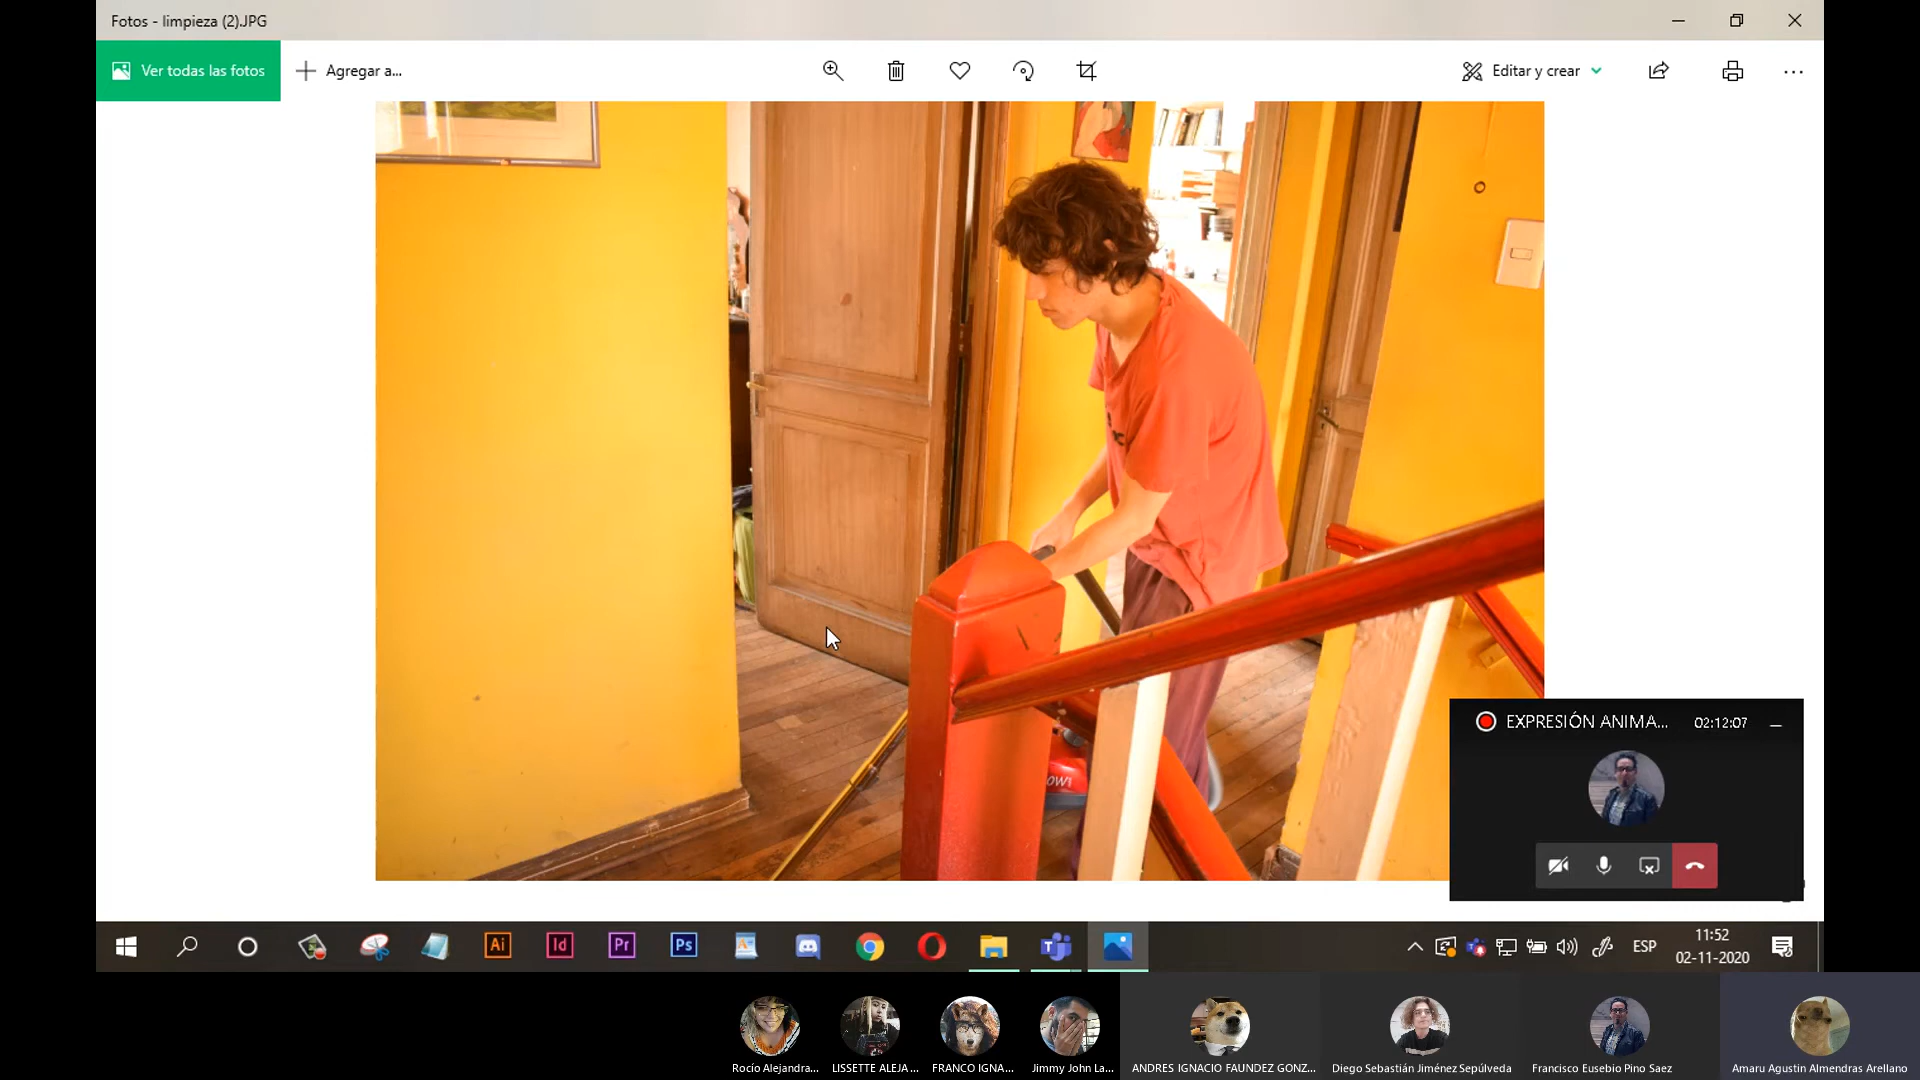 Fotos - limpieza (2).JPG
Ver todas las fotos
Agregar a...
Editar y crear
EXPRESIÓN ANIMA...
02:12:07
Ai
Id
Pr
Ps
ESP
11:52
02-11-2020
Rocío Alejandra...
LISSETTE ALEJA...
FRANCO IGNA...
Jimmy John La...
ANDRES IGNACIO FAUNDEZ GONZ...
Diego Sebastián Jiménez Sepúlveda
Francisco Eusebio Pino Saez
Amaru Agustin Almendras Arellano